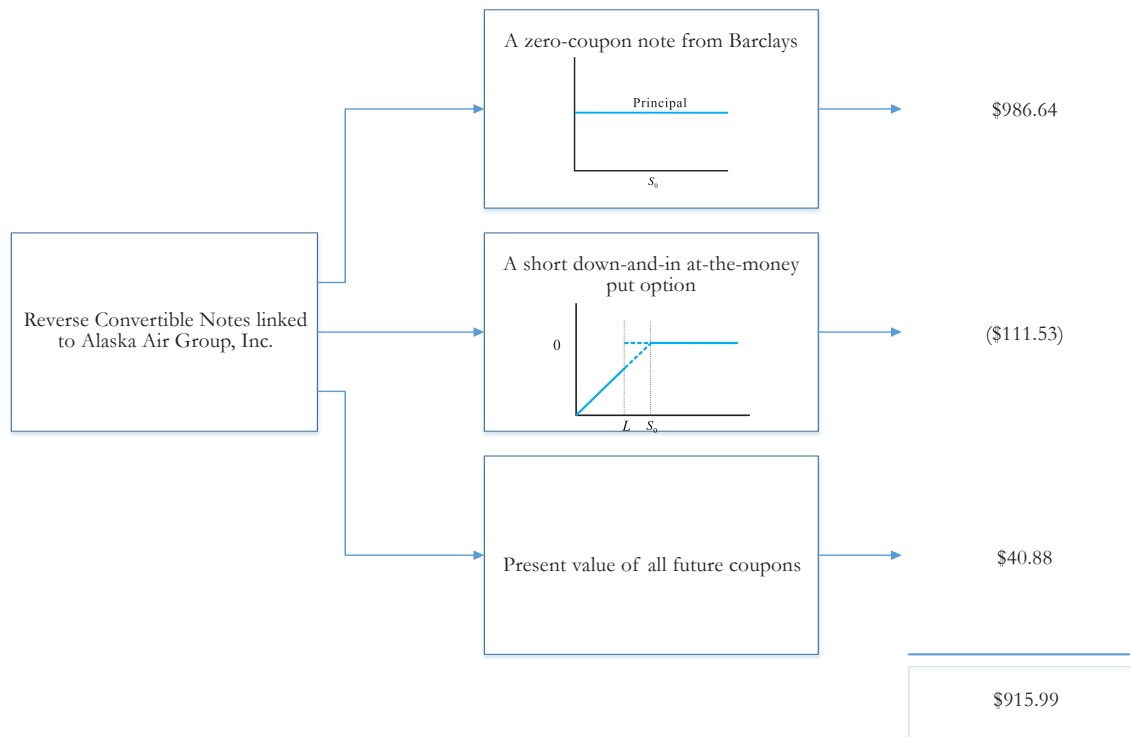 A zero-coupon note from Barclays
Principal
S₀
$986.64
Reverse Convertible Notes linked
to Alaska Air Group, Inc.
A short down-and-in at-the-money
put option
0
L S₀
($111.53)
Present value of all future coupons
$40.88
$915.99